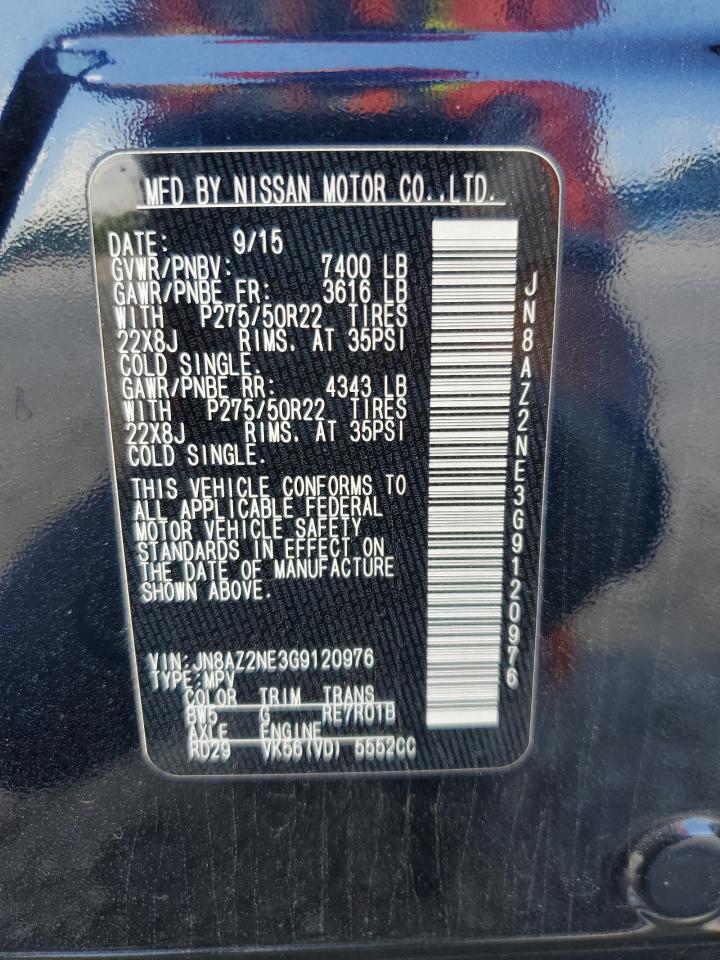 MFD BY NISSAN MOTOR CO.,LTD.
DATE: 9/15
GVWR/PNBV: 7400 LB
GAWR/PNBE FR: 3616 LB
WITH P275/50R22 TIRES
22X8J RIMS. AT 35PSI
COLD SINGLE.
GAWR/PNBE RR: 4343 LB
WITH P275/50R22 TIRES
22X8J RIMS. AT 35PSI
COLD SINGLE.
THIS VEHICLE CONFORMS TO
ALL APPLICABLE FEDERAL
MOTOR VEHICLE SAFETY
STANDARDS IN EFFECT ON
THE DATE OF MANUFACTURE
SHOWN ABOVE.
VIN:JN8AZ2NE3G9120976
TYPE:MPV
COLOR TRIM TRANS
BW5 G RE7R01B
AXLE ENGINE
RD29 VK56(VD) 5552CC
JN8AZ2NE3G9120976